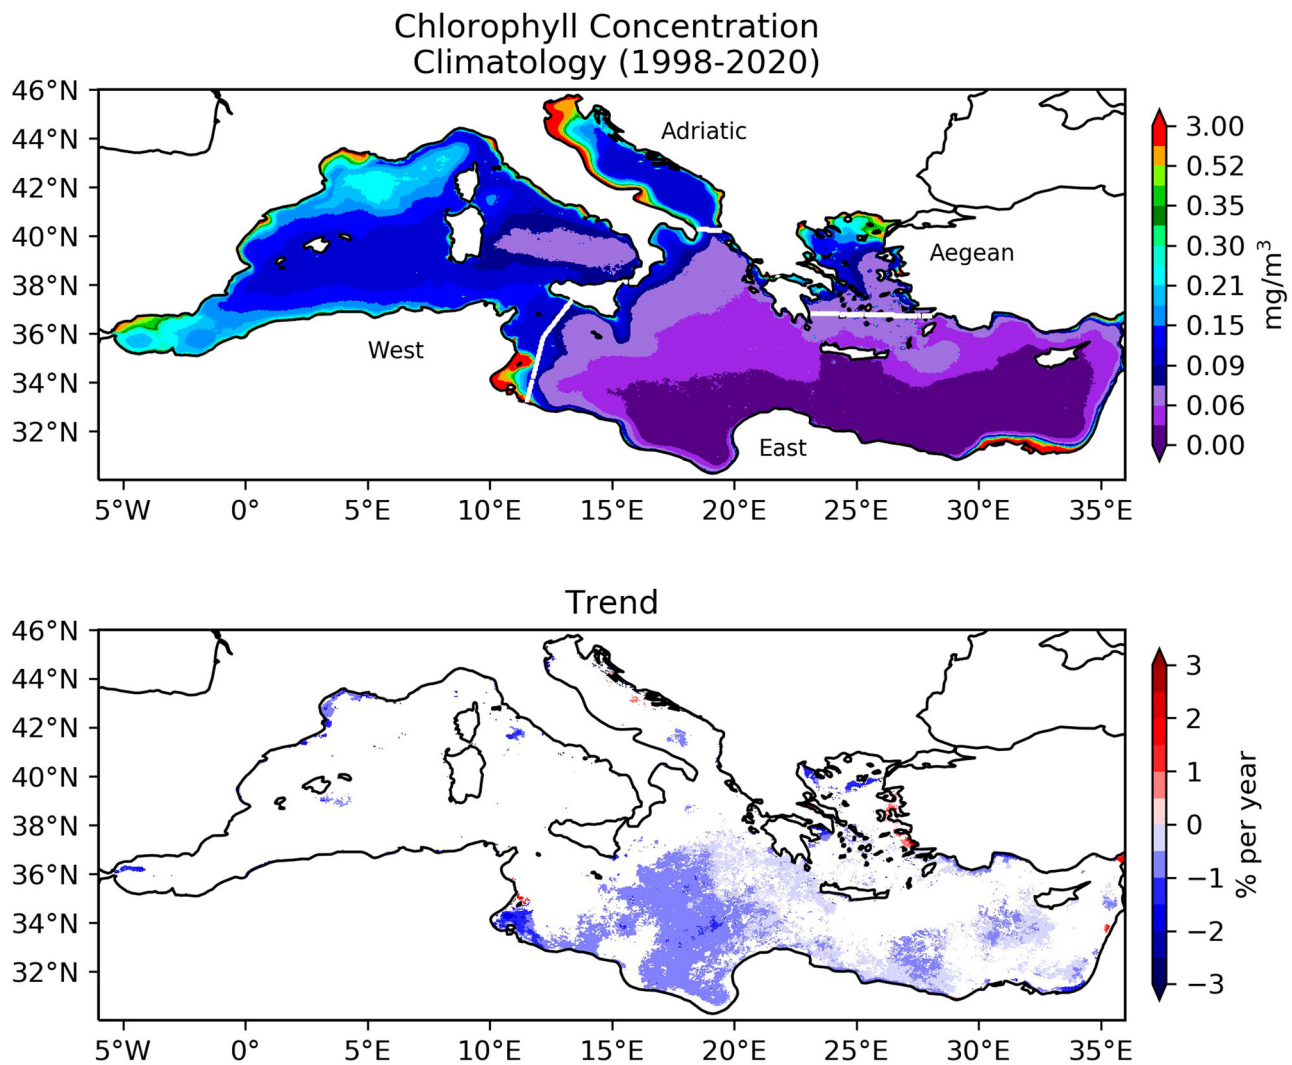 Chlorophyll Concentration
Climatology (1998-2020)
46°N
44°N
42°N
40°N
38°N
36°N
34°N
32°N
Adriatic
Aegean
West
East
5°W 0° 5°E 10°E 15°E 20°E 25°E 30°E 35°E
3.00
0.52
0.35
0.30
0.21
0.15
0.09
0.06
0.00
mg/m³
Trend
46°N
44°N
42°N
40°N
38°N
36°N
34°N
32°N
5°W 0° 5°E 10°E 15°E 20°E 25°E 30°E 35°E
3
2
1
0
−1
−2
−3
% per year